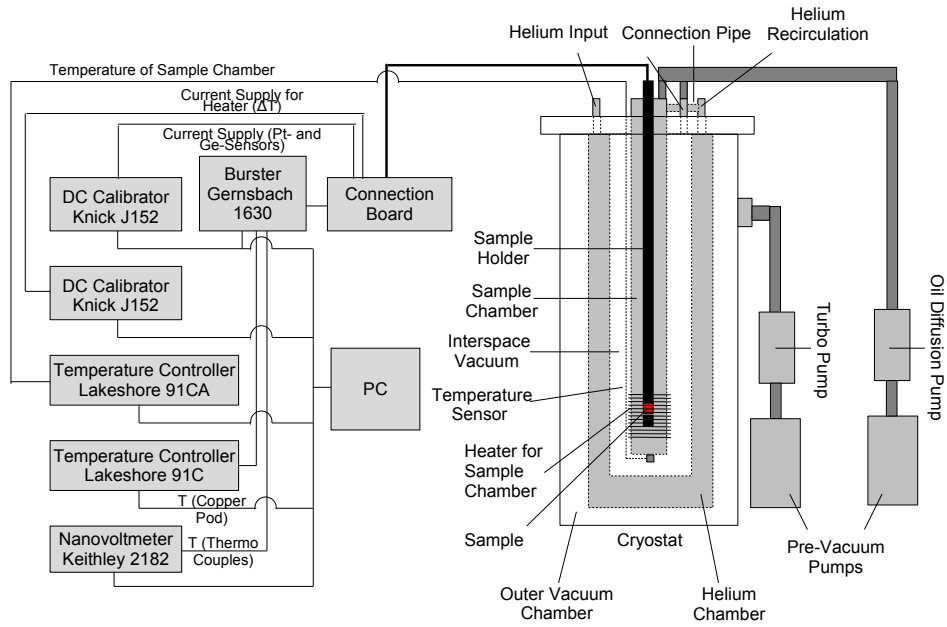 Helium Input
Connection Pipe
Helium
Recirculation
Temperature of Sample Chamber
Current Supply for
Heater (ΔT)
Current Supply (Pt- and
Ge-Sensors)
DC Calibrator
Knick J152
Burster
Gernsbach
1630
Connection
Board
DC Calibrator
Knick J152
Temperature Controller
Lakeshore 91CA
PC
Temperature Controller
Lakeshore 91C
T (Copper
Pod)
Nanovoltmeter
Keithley 2182
T (Thermo
Couples)
Sample
Holder
Sample
Chamber
Interspace
Vacuum
Temperature
Sensor
Heater for
Sample
Chamber
Sample
Cryostat
Outer Vacuum
Chamber
Helium
Chamber
Turbo Pump
Oil Diffusion Pump
Pre-Vacuum
Pumps